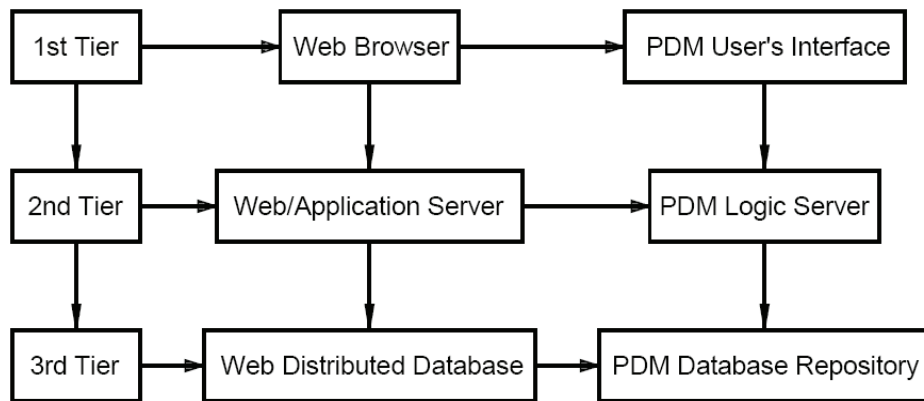 1st Tier
Web Browser
PDM User's Interface
2nd Tier
Web/Application Server
PDM Logic Server
3rd Tier
Web Distributed Database
PDM Database Repository